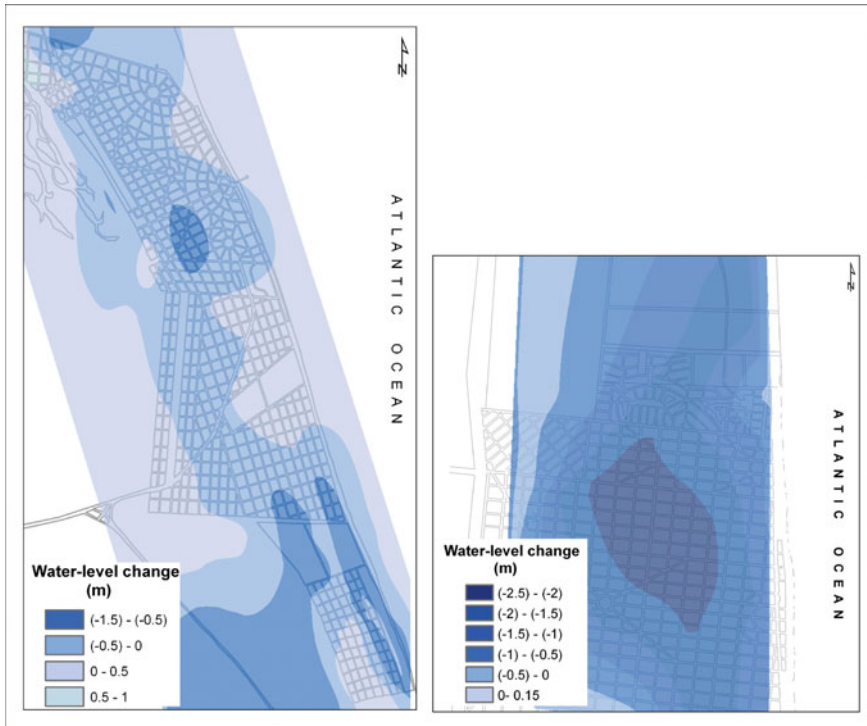 N
ATLANTIC OCEAN
Water-level change
(m)
(-1.5) - (-0.5)
(-0.5) - 0
0 - 0.5
0.5 - 1
N
ATLANTIC OCEAN
Water-level change
(m)
(-2.5) - (-2)
(-2) - (-1.5)
(-1.5) - (-1)
(-1) - (-0.5)
(-0.5) - 0
0- 0.15